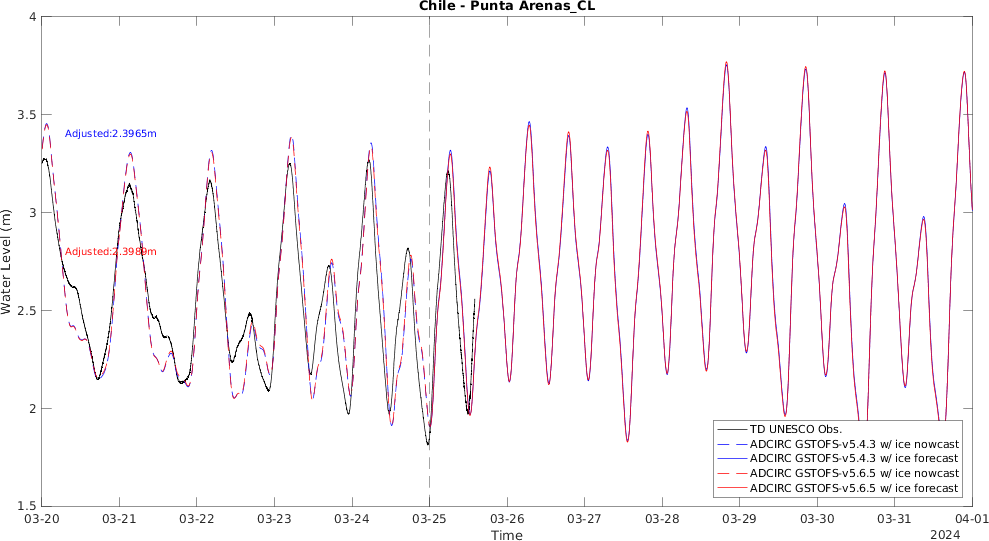 Chile - Punta Arenas_CL
4
3.5
3
2.5
2
1.5
Water Level (m)
Adjusted:2.3965m
Adjusted:2.3989m
TD UNESCO Obs.
ADCIRC GSTOFS-v5.4.3 w/ ice nowcast
ADCIRC GSTOFS-v5.4.3 w/ ice forecast
ADCIRC GSTOFS-v5.6.5 w/ ice nowcast
ADCIRC GSTOFS-v5.6.5 w/ ice forecast
03-20 03-21 03-22 03-23 03-24 03-25 03-26 03-27 03-28 03-29 03-30 03-31 04-01
Time
2024